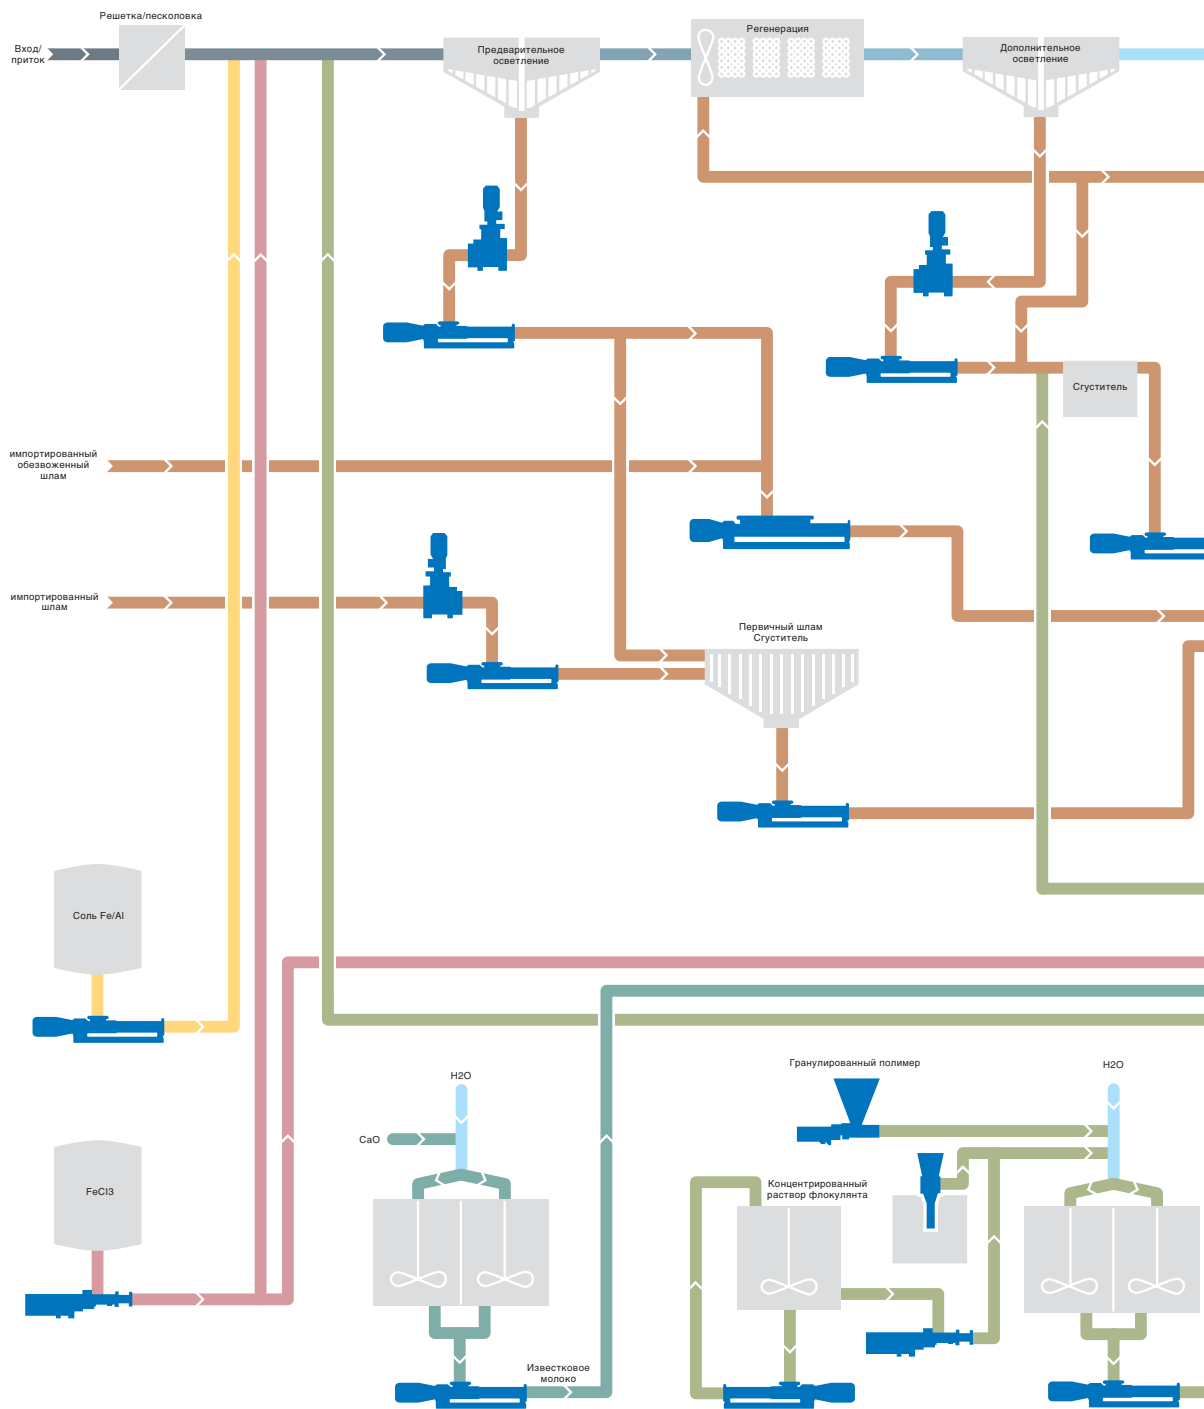 Решетка/песколовка
Вход/
приток
Предварительное
осветление
Регенерация
Дополнительное
осветление
Сгуститель
импортированный
обезвоженный
шлам
импортированный
шлам
Первичный шлам
Сгуститель
Соль Fe/Al
Гранулированный полимер
H2O
H2O
CaO
FeCl3
Концентрированный
раствор флокулянта
Известковое
молоко